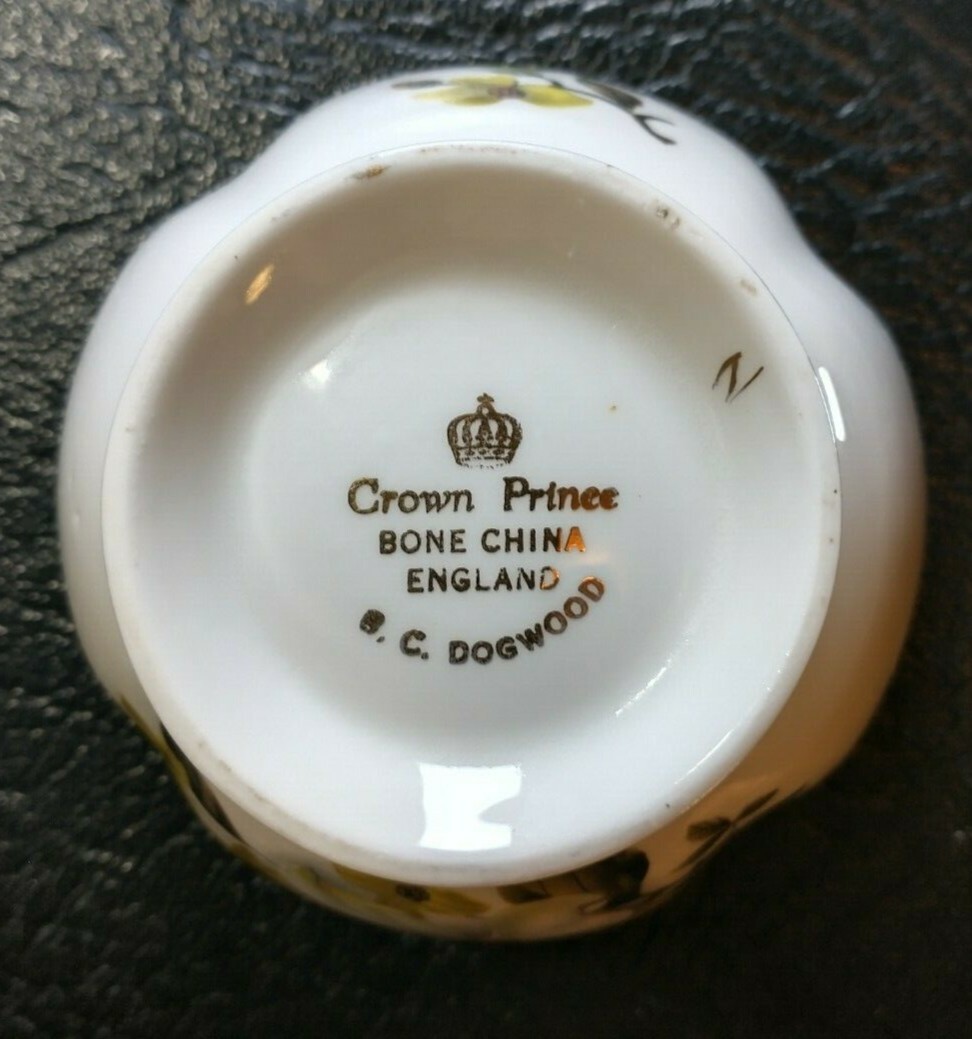 Crown Prince
BONE CHINA
ENGLAND
B. C. DOGWOOD